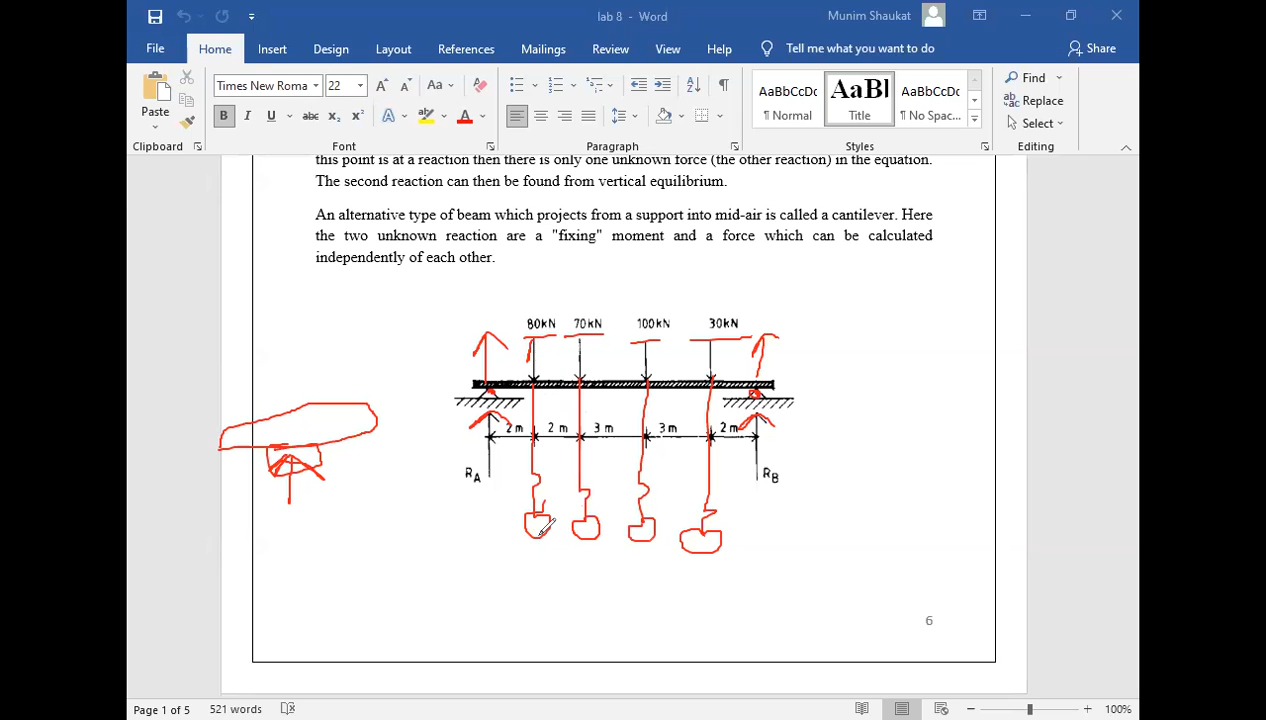 lab 8 - Word
Munim Shaukat
File Home Insert Design Layout References Mailings Review View Help Tell me what you want to do Share
Paste
Clipboard
Times New Roma 22
Aa
B I U abc x₂ x² A A
Font
Paragraph
AaBbCcDc AaBl AaBbCcDc
¶ Normal Title ¶ No Spac...
Styles
Find
Replace
Select
Editing
this point is at a reaction then there is only one unknown force (the other reaction) in the equation.
The second reaction can then be found from vertical equilibrium.
An alternative type of beam which projects from a support into mid-air is called a cantilever. Here
the two unknown reaction are a "fixing" moment and a force which can be calculated
independently of each other.
80kN 70kN 100kN 30kN
2 m 2 m 3 m 3 m 2 m
RA RB
6
Page 1 of 5 521 words 100%